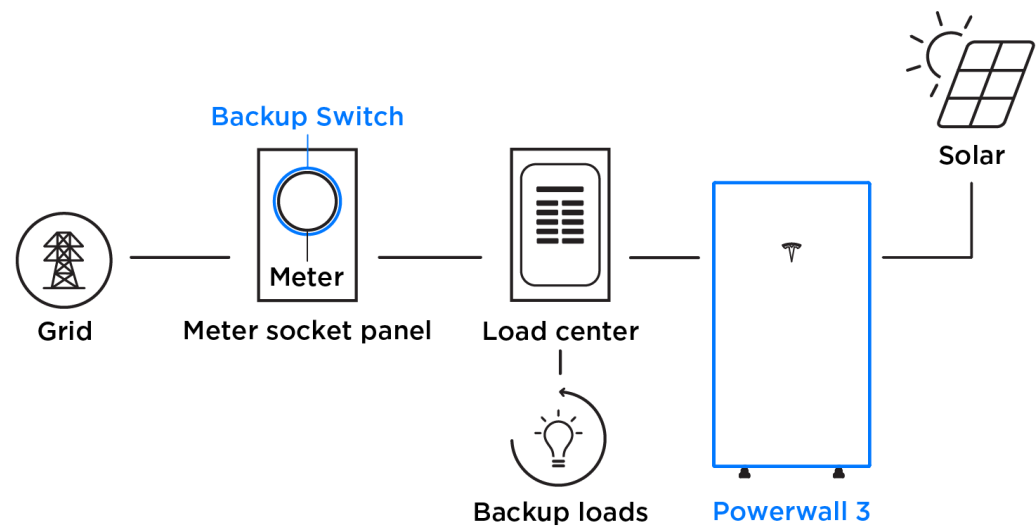 Backup Switch
Solar
Meter
Grid
Meter socket panel
Load center
Backup loads
Powerwall 3